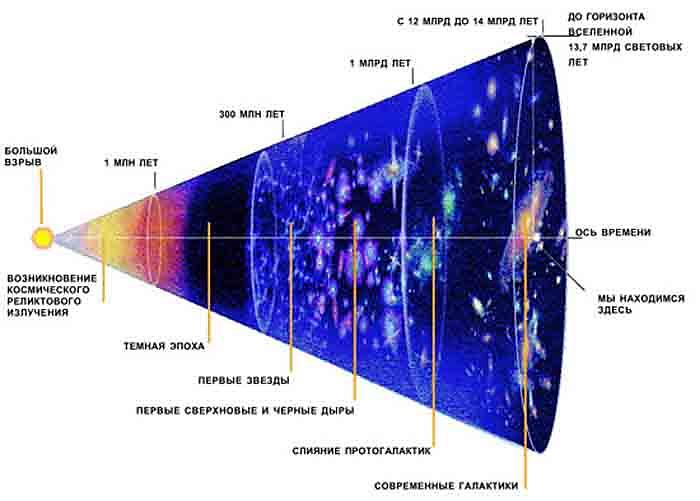 С 12 МЛРД ДО 14 МЛРД ЛЕТ
ДО ГОРИЗОНТА
ВСЕЛЕННОЙ
13,7 МЛРД СВЕТОВЫХ
ЛЕТ
1 МЛРД ЛЕТ
300 МЛН ЛЕТ
БОЛЬШОЙ
ВЗРЫВ
1 МЛН ЛЕТ
ОСЬ ВРЕМЕНИ
ВОЗНИКНОВЕНИЕ
КОСМИЧЕСКОГО
РЕЛИКТОВОГО
ИЗЛУЧЕНИЯ
МЫ НАХОДИМСЯ
ЗДЕСЬ
ТЕМНАЯ ЭПОХА
ПЕРВЫЕ ЗВЕЗДЫ
ПЕРВЫЕ СВЕРХНОВЫЕ И ЧЕРНЫЕ ДЫРЫ
СЛИЯНИЕ ПРОТОГАЛАКТИК
СОВРЕМЕННЫЕ ГАЛАКТИКИ